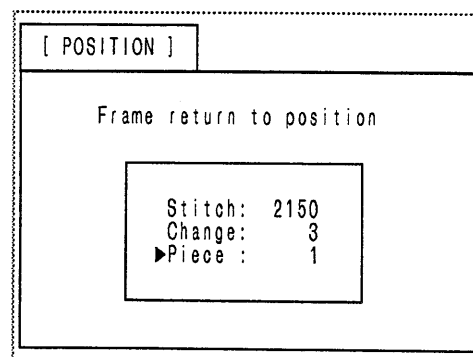 [ POSITION ]
Frame return to position
Stitch: 2150
Change: 3
▶Piece : 1